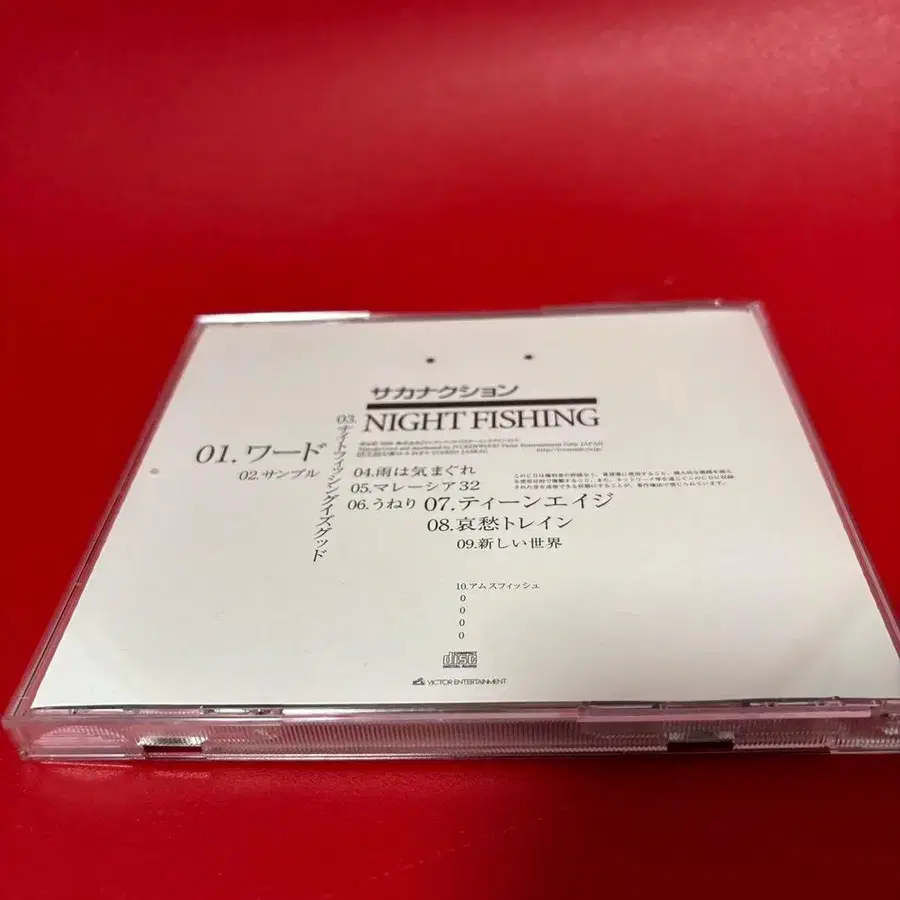 サカナクション
NIGHT FISHING
01.ワード
02.サンプル
03.ナイトフィッシングイズグッド
04.雨は気まぐれ
05.マレーシア32
06.うねり
07.ティーンエイジ
08.哀愁トレイン
09.新しい世界
10.アムスフィッシュ
0
0
0
0
COMPACT
disc
DIGITAL AUDIO
VICTOR ENTERTAINMENT